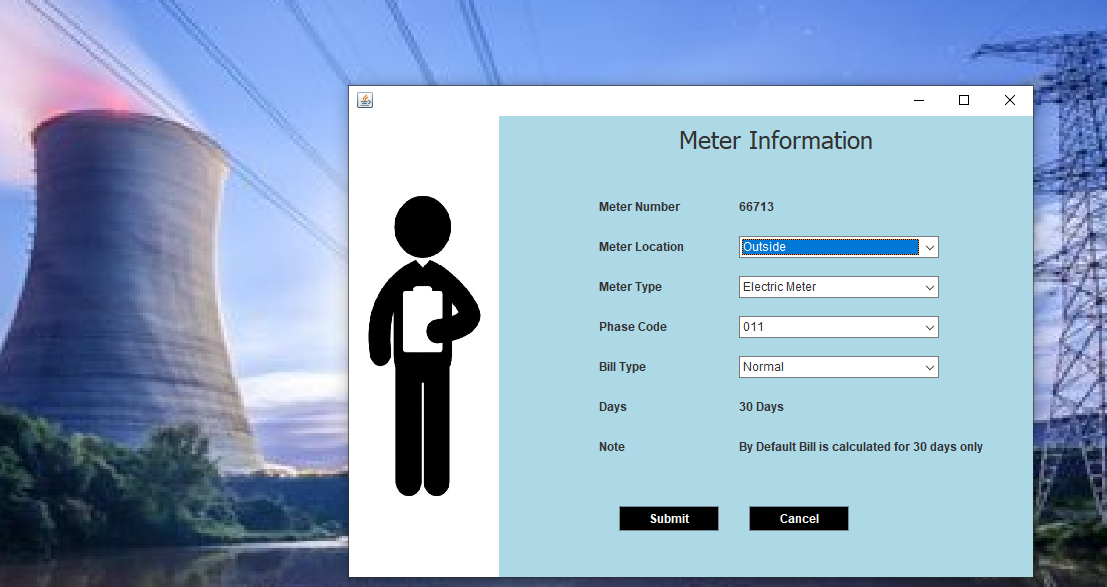 Meter Information
Meter Number 66713
Meter Location Outside
Meter Type Electric Meter
Phase Code 011
Bill Type Normal
Days 30 Days
Note By Default Bill is calculated for 30 days only
Submit Cancel